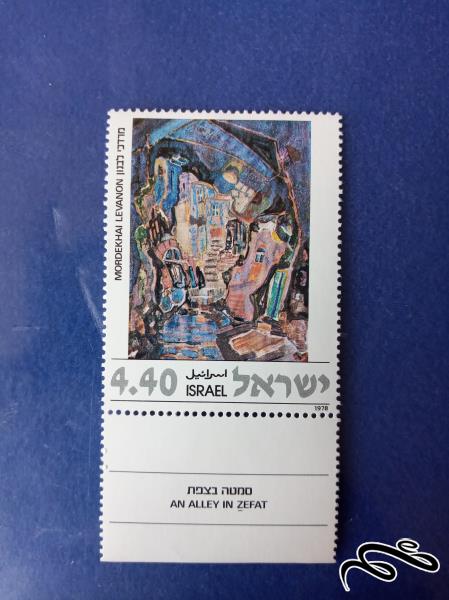 מרדכי לבנון MORDEKHAI LEVANON
4.40 اسرائيل ישראל
ISRAEL
1978
סמטה בצפת
AN ALLEY IN ZEFAT